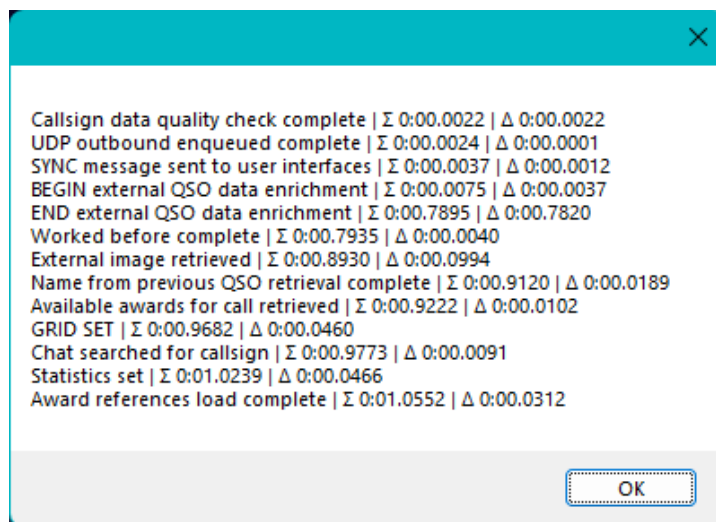 Callsign data quality check complete | Σ 0:00.0022 | Δ 0:00.0022
UDP outbound enqueued complete | Σ 0:00.0024 | Δ 0:00.0001
SYNC message sent to user interfaces | Σ 0:00.0037 | Δ 0:00.0012
BEGIN external QSO data enrichment | Σ 0:00.0075 | Δ 0:00.0037
END external QSO data enrichment | Σ 0:00.7895 | Δ 0:00.7820
Worked before complete | Σ 0:00.7935 | Δ 0:00.0040
External image retrieved | Σ 0:00.8930 | Δ 0:00.0994
Name from previous QSO retrieval complete | Σ 0:00.9120 | Δ 0:00.0189
Available awards for call retrieved | Σ 0:00.9222 | Δ 0:00.0102
GRID SET | Σ 0:00.9682 | Δ 0:00.0460
Chat searched for callsign | Σ 0:00.9773 | Δ 0:00.0091
Statistics set | Σ 0:01.0239 | Δ 0:00.0466
Award references load complete | Σ 0:01.0552 | Δ 0:00.0312
OK